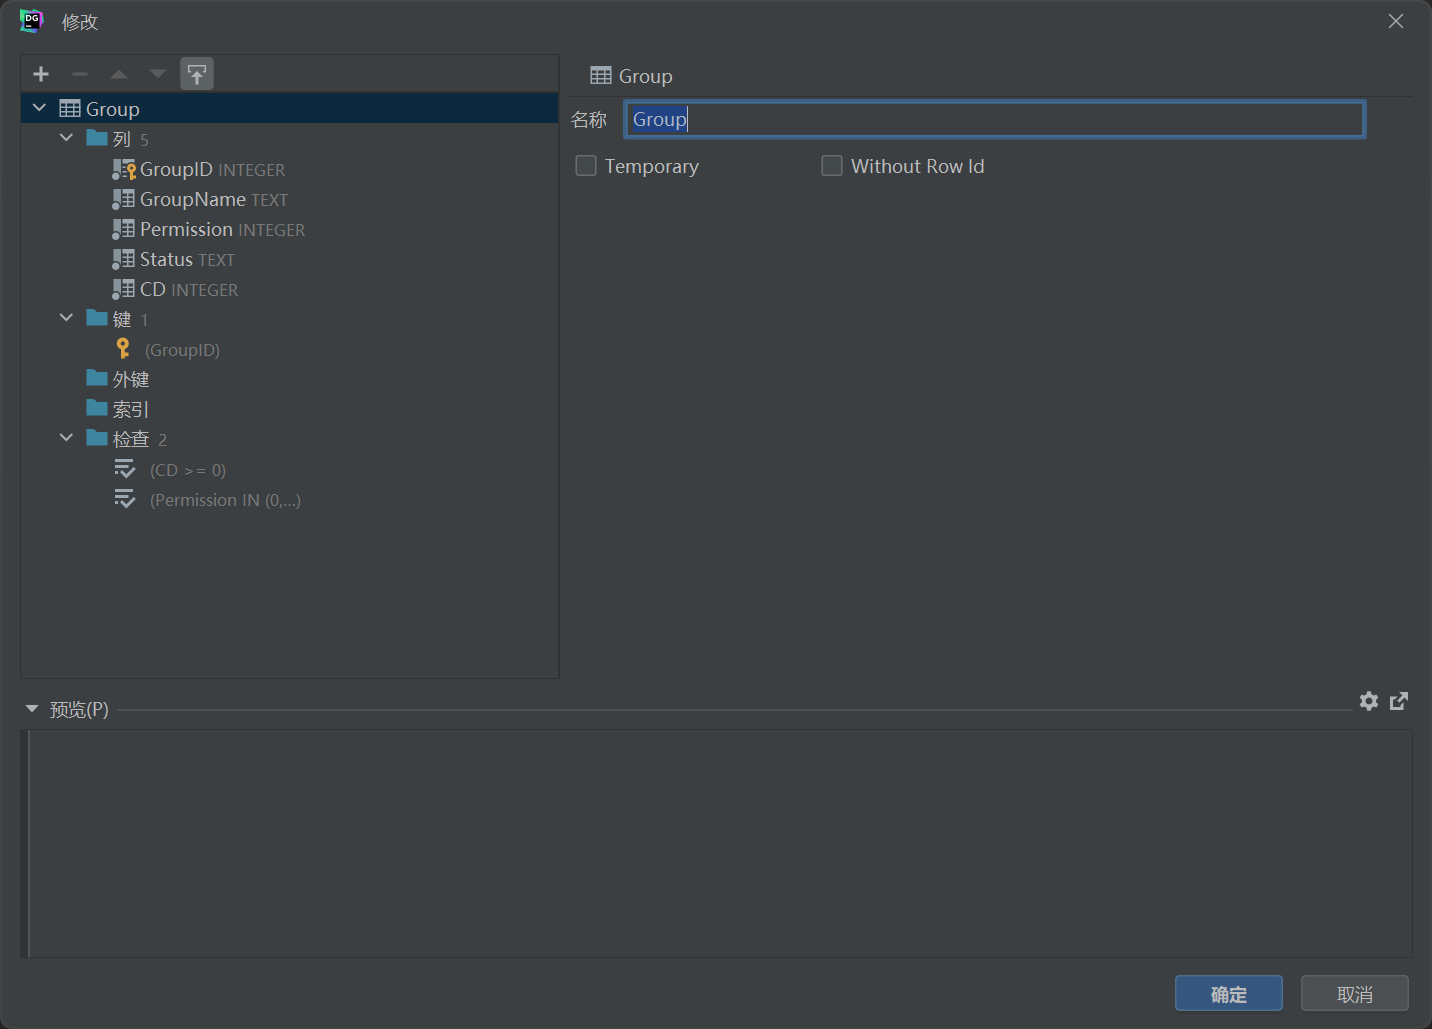 DG 修改
Group
列 5
GroupID INTEGER
GroupName TEXT
Permission INTEGER
Status TEXT
CD INTEGER
键 1
(GroupID)
外键
索引
检查 2
(CD >= 0)
(Permission IN (0,...)
Group
名称 Group
Temporary Without Row Id
预览(P)
确定 取消